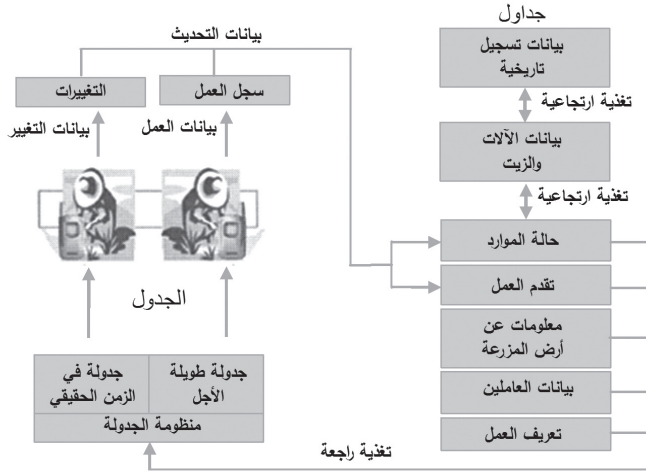 جداول
بيانات تسجيل
تاريخية
تغذية ارتجاعية
بيانات الآلات
والزيت
تغذية ارتجاعية
حالة الموارد
تقدم العمل
معلومات عن
أرض المزرعة
بيانات العاملين
تعريف العمل
بيانات التحديث
سجل العمل
التغييرات
بيانات العمل
بيانات التغيير
الجدول
جدولة طويلة
الأجل
جدولة في
الزمن الحقيقي
منظومة الجدولة
تغذية راجعة